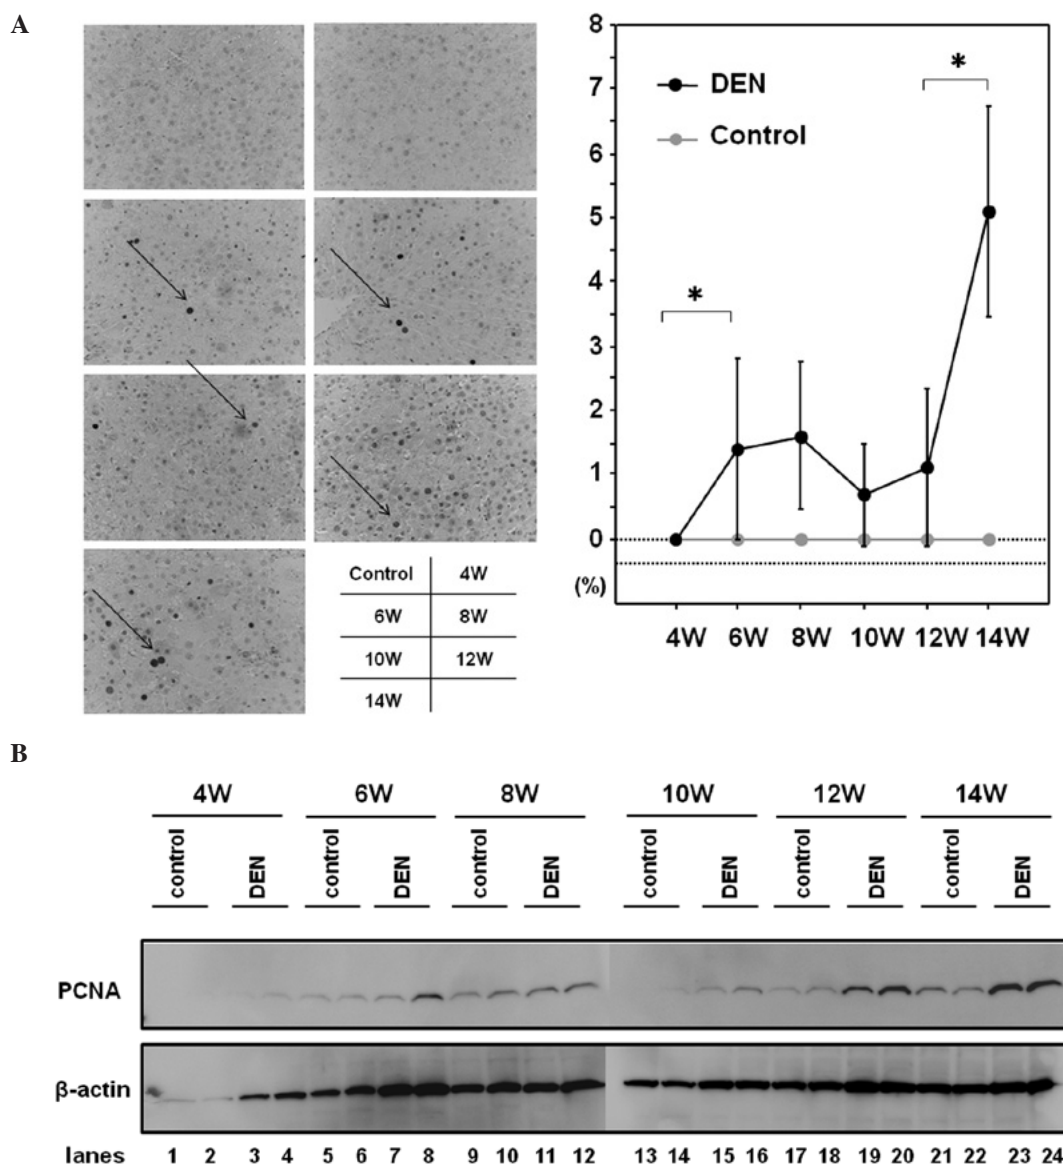 A
8
7
6
5
4
3
2
1
0
(%)
DEN
Control
*
*
4W 6W 8W 10W 12W 14W
Control 4W
6W 8W
10W 12W
14W
B
4W 6W 8W 10W 12W 14W
control DEN control DEN control DEN control DEN control DEN control DEN
PCNA
β-actin
lanes 1 2 3 4 5 6 7 8 9 10 11 12 13 14 15 16 17 18 19 20 21 22 23 24